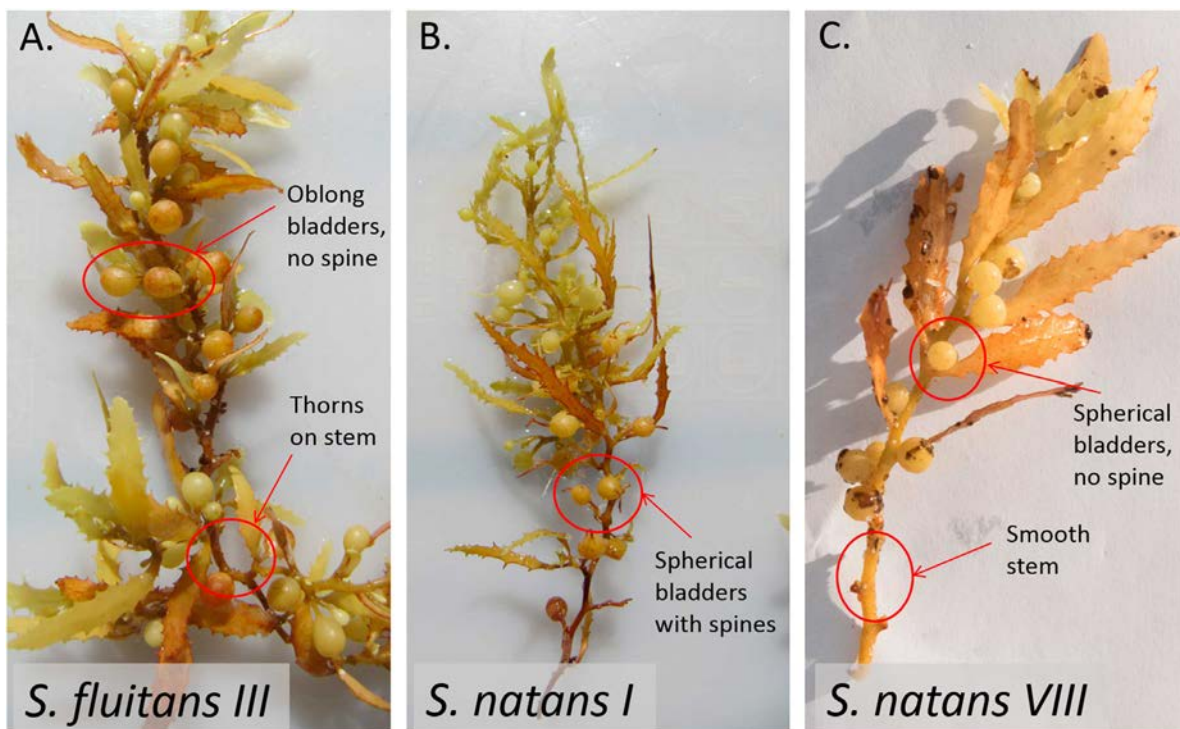 A.
Oblong
bladders,
no spine
Thorns
on stem
S. fluitans III
B.
Spherical
bladders
with spines
S. natans I
C.
Spherical
bladders,
no spine
Smooth
stem
S. natans VIII